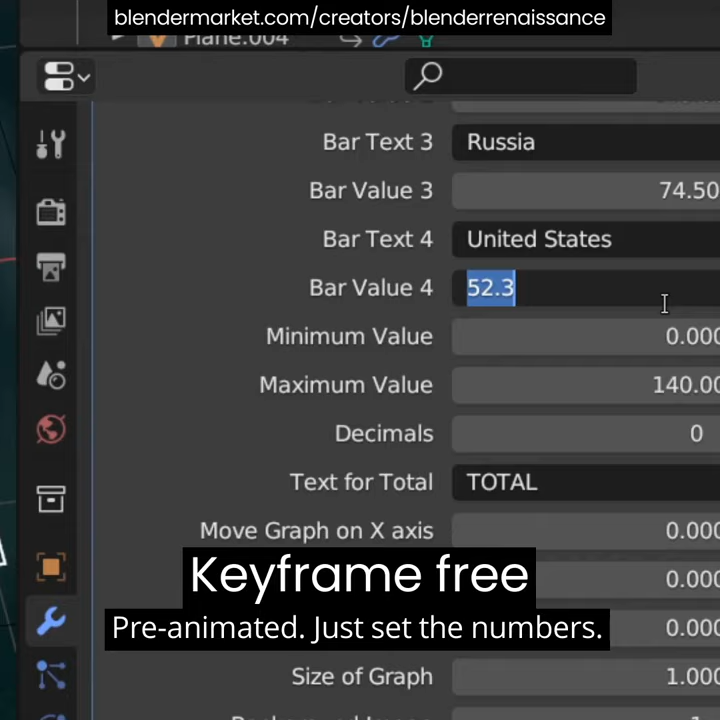 blendermarket.com/creators/blenderrenaissance
Plane.004
Bar Text 3 Russia
Bar Value 3 74.50
Bar Text 4 United States
Bar Value 4 52.3
Minimum Value 0.000
Maximum Value 140.00
Decimals 0
Text for Total TOTAL
Move Graph on X axis 0.000
Keyframe free
0.000
Pre-animated. Just set the numbers.
0.000
Size of Graph 1.000